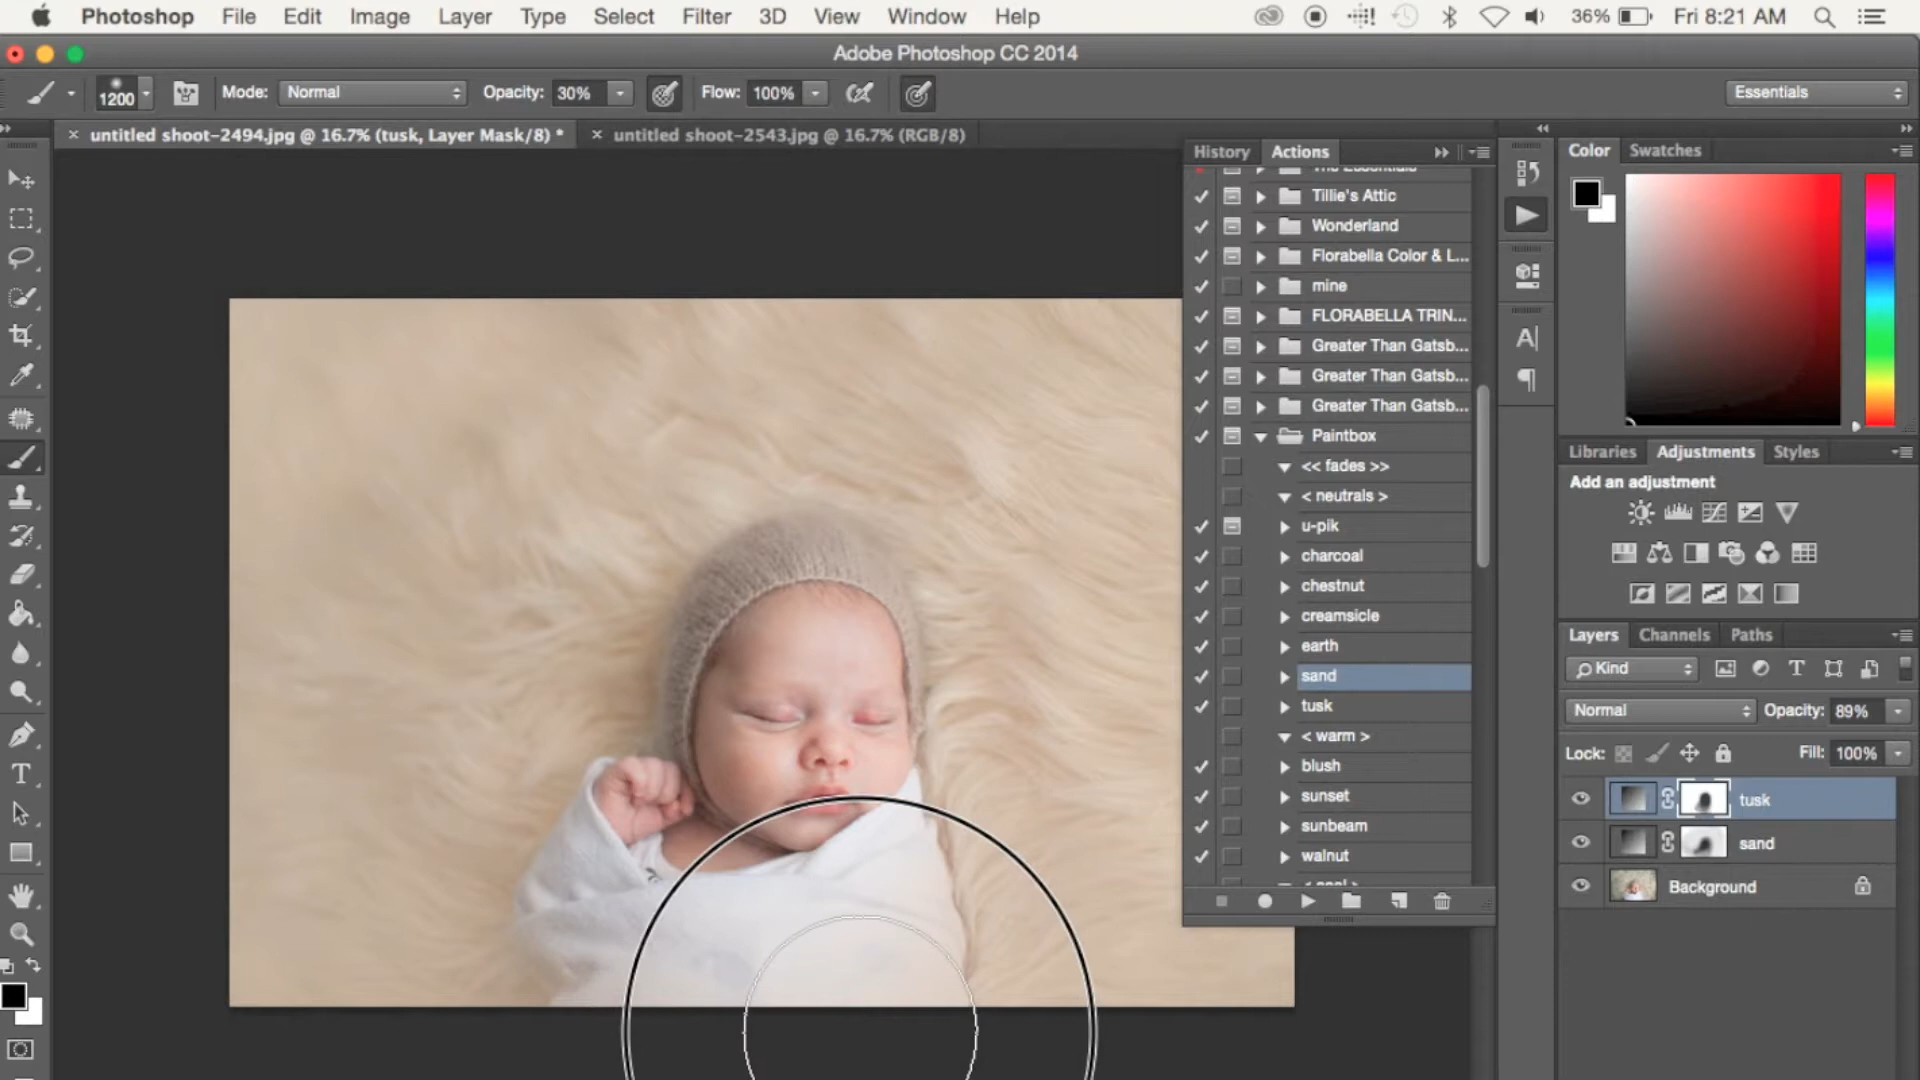 Photoshop File Edit Image Layer Type Select Filter 3D View Window Help 36% Fri 8:21 AM
Adobe Photoshop CC 2014
1200 Mode: Normal Opacity: 30% Flow: 100% Essentials
untitled shoot-2494.jpg @ 16.7% (tusk, Layer Mask/8) * untitled shoot-2543.jpg @ 16.7% (RGB/8)
History Actions
The Essentials
Tillie's Attic
Wonderland
Florabella Color & L...
mine
FLORABELLA TRIN...
Greater Than Gatsb...
Greater Than Gatsb...
Greater Than Gatsb...
Paintbox
<< fades >>
< neutrals >
u-pik
charcoal
chestnut
creamsicle
earth
sand
tusk
< warm >
blush
sunset
sunbeam
walnut
Color Swatches
Libraries Adjustments Styles
Add an adjustment
Layers Channels Paths
Kind
Normal Opacity: 89%
Lock: Fill: 100%
tusk
sand
Background